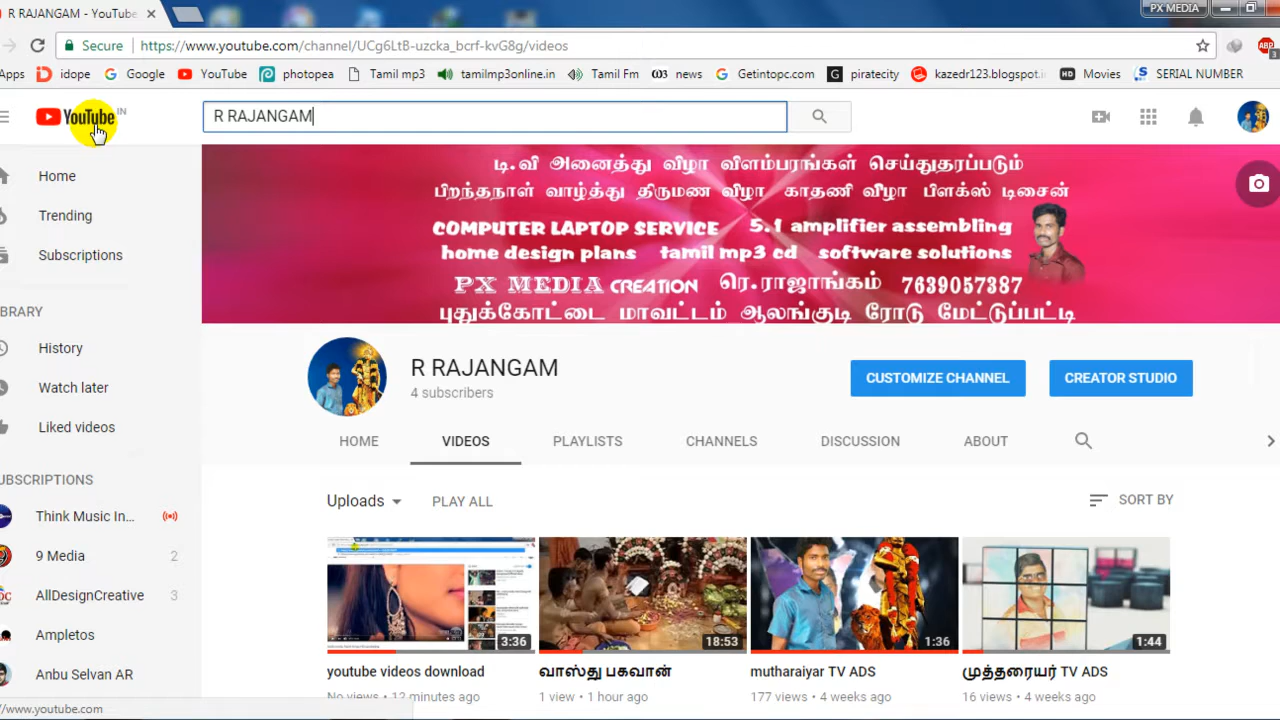 R RAJANGAM - YouTube
PX MEDIA
Secure
https://www.youtube.com/channel/UCg6LtB-uzcka_bcrf-kvG8g/videos
Apps idope Google YouTube photopea Tamil mp3 tamilmp3online.in Tamil Fm news Getintopc.com piratecity kazedr123.blogspot.i Movies SERIAL NUMBER
ABP
3
YouTube IN
R RAJANGAM
Home
Trending
Subscriptions
IBRARY
History
Watch later
Liked videos
UBSCRIPTIONS
Think Music In...
9 Media 2
AllDesignCreative 3
Ampletos
Anbu Selvan AR
டி.வி அனைத்து விழா விளம்பரங்கள் செய்துதரப்படும்
பிறந்தநாள் வாழ்த்து திருமண விழா காதணி விழா பிளக்ஸ் டிசைன்
COMPUTER LAPTOP SERVICE 5.1 amplifier assembling
home design plans tamil mp3 cd software solutions
PX MEDIA CREATION ரெ.ராஜாங்கம் 7639057387
புதுக்கோட்டை மாவட்டம் ஆலங்குடி ரோடு மேட்டுப்பட்டி
R RAJANGAM
4 subscribers
CUSTOMIZE CHANNEL
CREATOR STUDIO
HOME VIDEOS PLAYLISTS CHANNELS DISCUSSION ABOUT
Uploads PLAY ALL
SORT BY
3:36
18:53
1:36
1:44
youtube videos download
No views • 12 minutes ago
வாஸ்து பகவான்
1 view • 1 hour ago
mutharaiyar TV ADS
177 views • 4 weeks ago
முத்தரையர் TV ADS
16 views • 4 weeks ago
//www.youtube.com